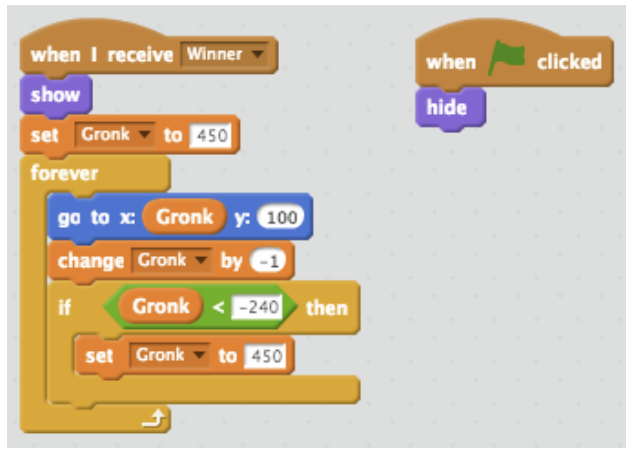 when I receive Winner
show
set Gronk to 450
forever
go to x: Gronk y: 100
change Gronk by -1
if Gronk < -240 then
set Gronk to 450
when clicked
hide